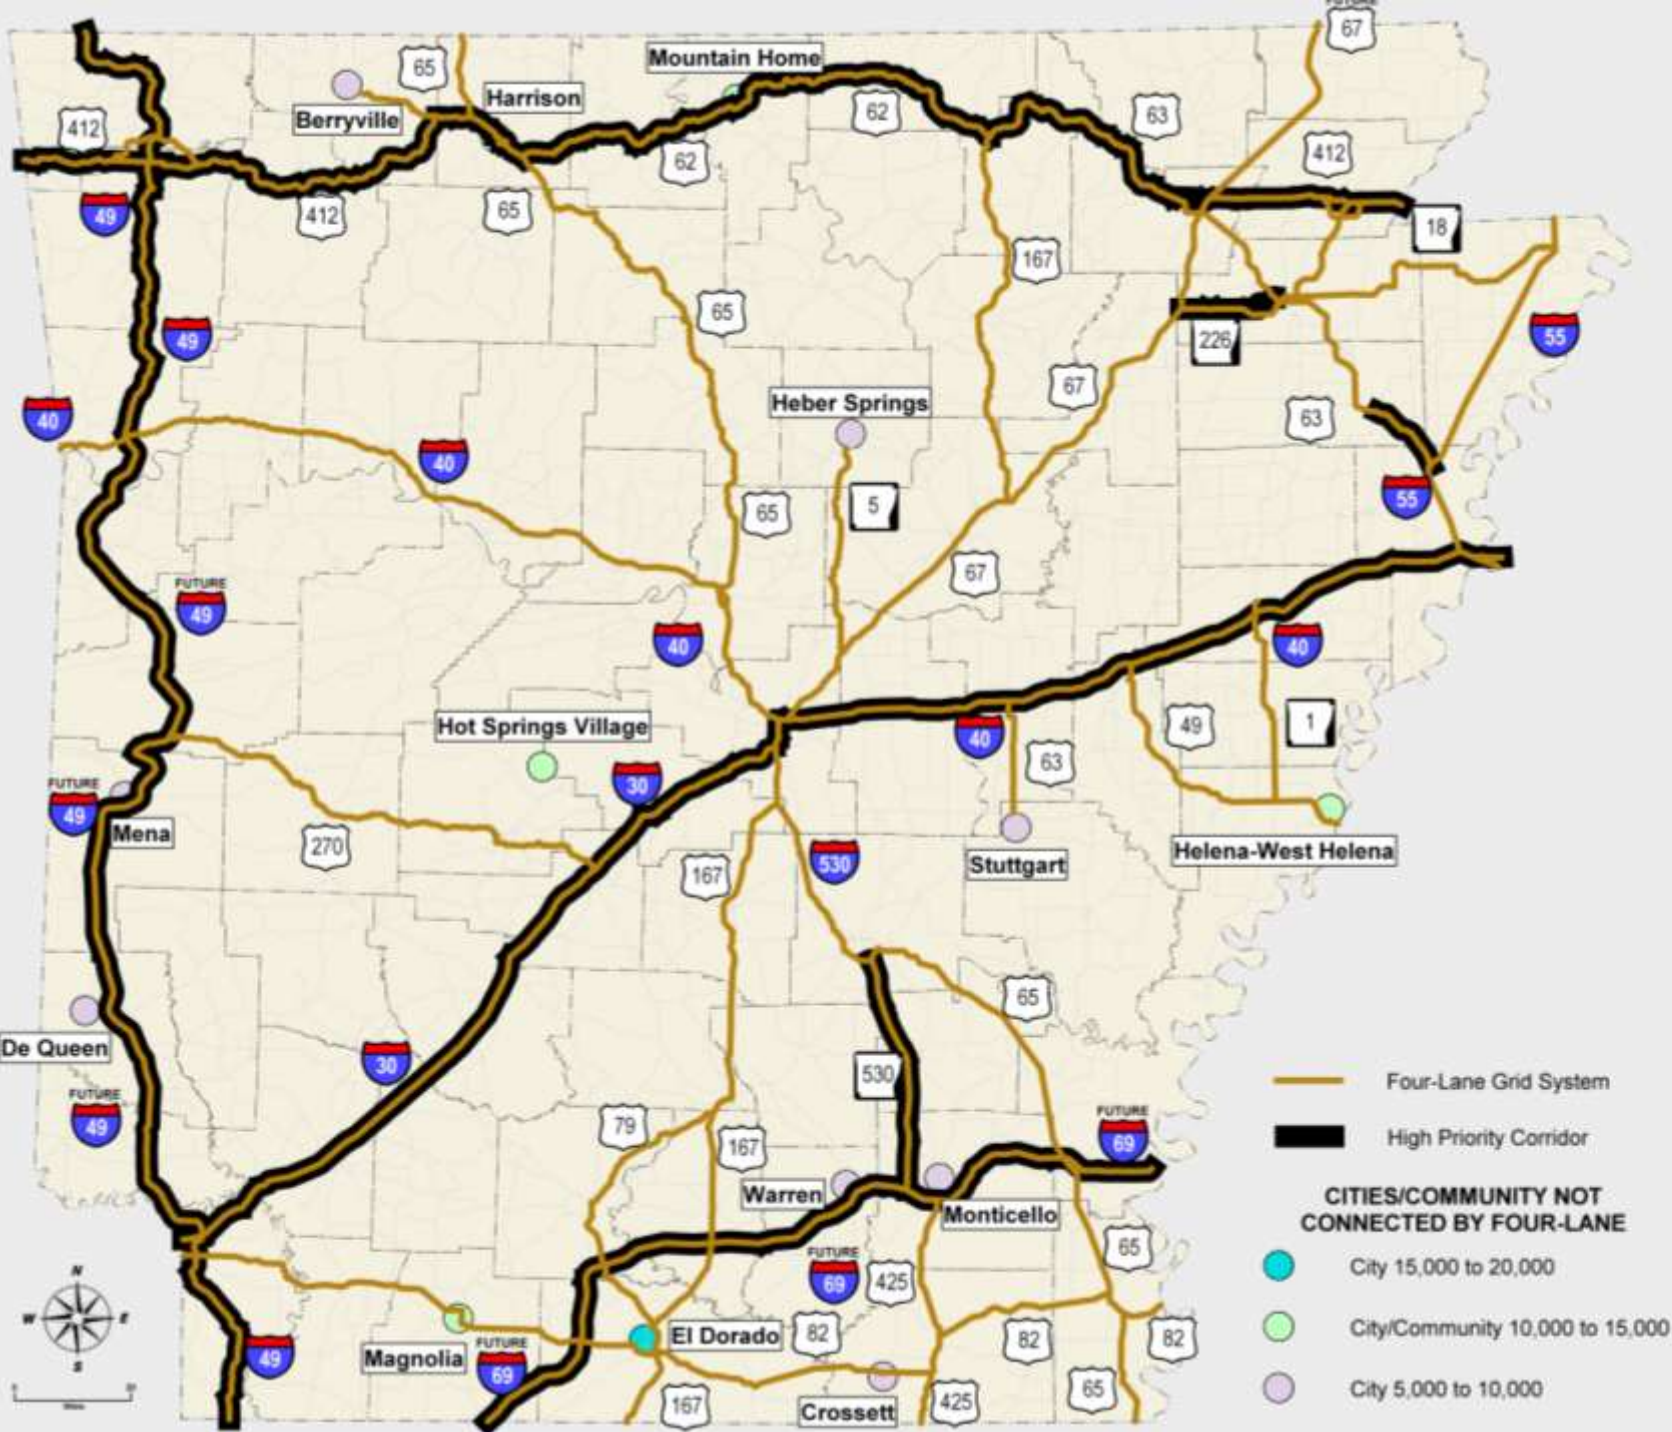 FUTURE
67
65
Mountain Home
Harrison
Berryville
412
62
63
412
62
49
412
65
18
167
49
65
226
55
40
67
Heber Springs
63
40
5
65
55
67
FUTURE
49
40
40
Hot Springs Village
49
1
40
63
30
FUTURE
49
Mena
270
167
530
Stuttgart
Helena-West Helena
65
De Queen
30
530
FUTURE
49
79
167
FUTURE
69
Warren
Monticello
65
FUTURE
69
425
El Dorado
82
82
82
Magnolia
49
FUTURE
69
167
Crossett
425
65
N
W
E
S
Four-Lane Grid System
High Priority Corridor
CITIES/COMMUNITY NOT
CONNECTED BY FOUR-LANE
City 15,000 to 20,000
City/Community 10,000 to 15,000
City 5,000 to 10,000